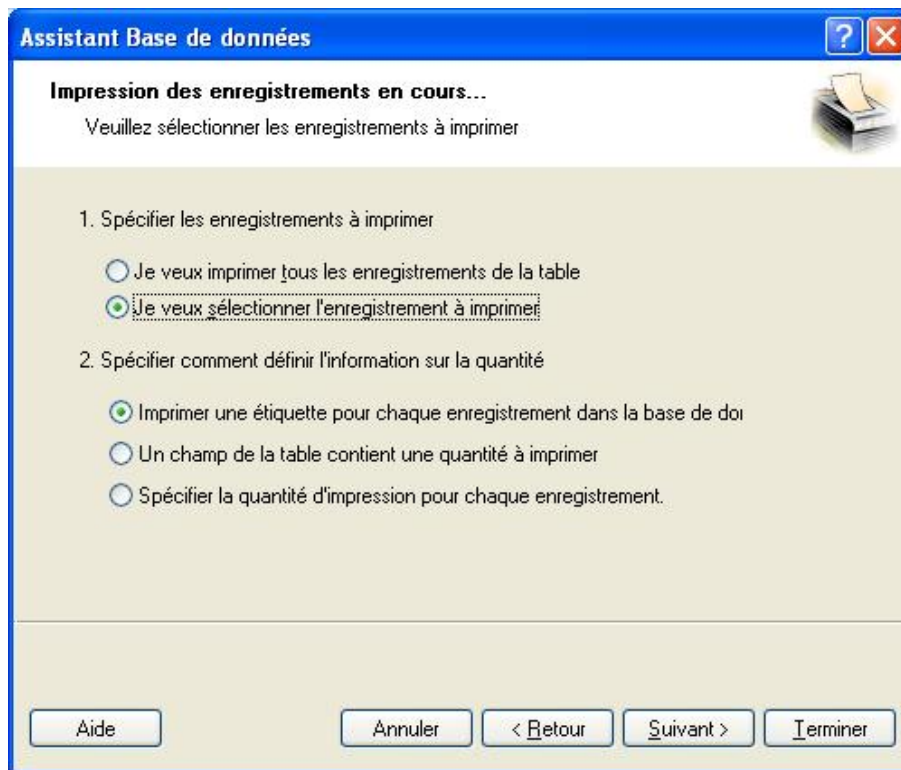 Assistant Base de données
Impression des enregistrements en cours...
Veuillez sélectionner les enregistrements à imprimer
1. Spécifier les enregistrements à imprimer
Je veux imprimer tous les enregistrements de la table
Je veux sélectionner l'enregistrement à imprimer
2. Spécifier comment définir l'information sur la quantité
Imprimer une étiquette pour chaque enregistrement dans la base de doi
Un champ de la table contient une quantité à imprimer
Spécifier la quantité d'impression pour chaque enregistrement.
Aide Annuler < Retour Suivant > Terminer